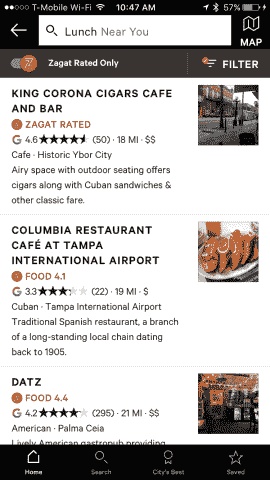 T-Mobile Wi-Fi 10:47 AM 57%
Lunch Near You
MAP
Zagat Rated Only
FILTER
KING CORONA CIGARS CAFE
AND BAR
ZAGAT RATED
G 4.6 ★★★★★ (50) · 18 MI · $$
Cafe · Historic Ybor City
Airy space with outdoor seating offers
cigars along with Cuban sandwiches &
other classic fare.
COLUMBIA RESTAURANT
CAFÉ AT TAMPA
INTERNATIONAL AIRPORT
FOOD 4.1
G 3.3 ★★★★★ (22) · 19 MI · $
Cuban · Tampa International Airport
Traditional Spanish restaurant, a branch
of a long-standing local chain dating
back to 1905.
DATZ
FOOD 4.4
G 4.2 ★★★★★ (295) · 21 MI · $$
American · Palma Ceia
Lively American gastropub providing
Home
Search
City's Best
Saved